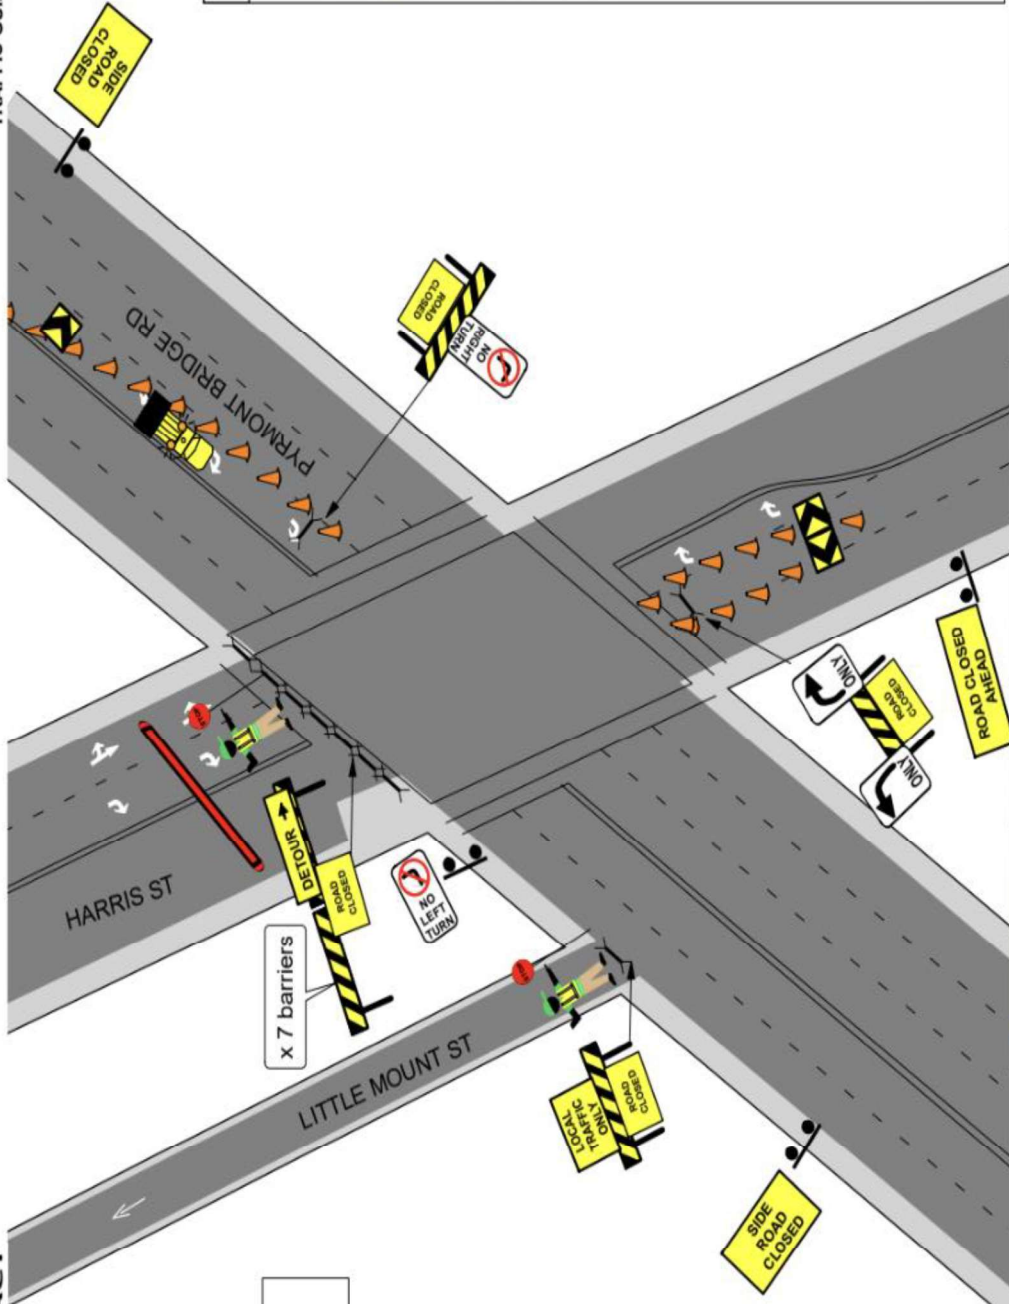 SIDE
ROAD
CLOSED
PYRMONT BRIDGE RD
ROAD
CLOSED
NO
RIGHT
TURN
STOP
HARRIS ST
DETOUR
ROAD
CLOSED
x 7 barriers
NO
LEFT
TURN
ONLY
ROAD
CLOSED
ONLY
ROAD CLOSED
AHEAD
STOP
LITTLE MOUNT ST
LOCAL
TRAFFIC
ONLY
ROAD
CLOSED
SIDE
ROAD
CLOSED